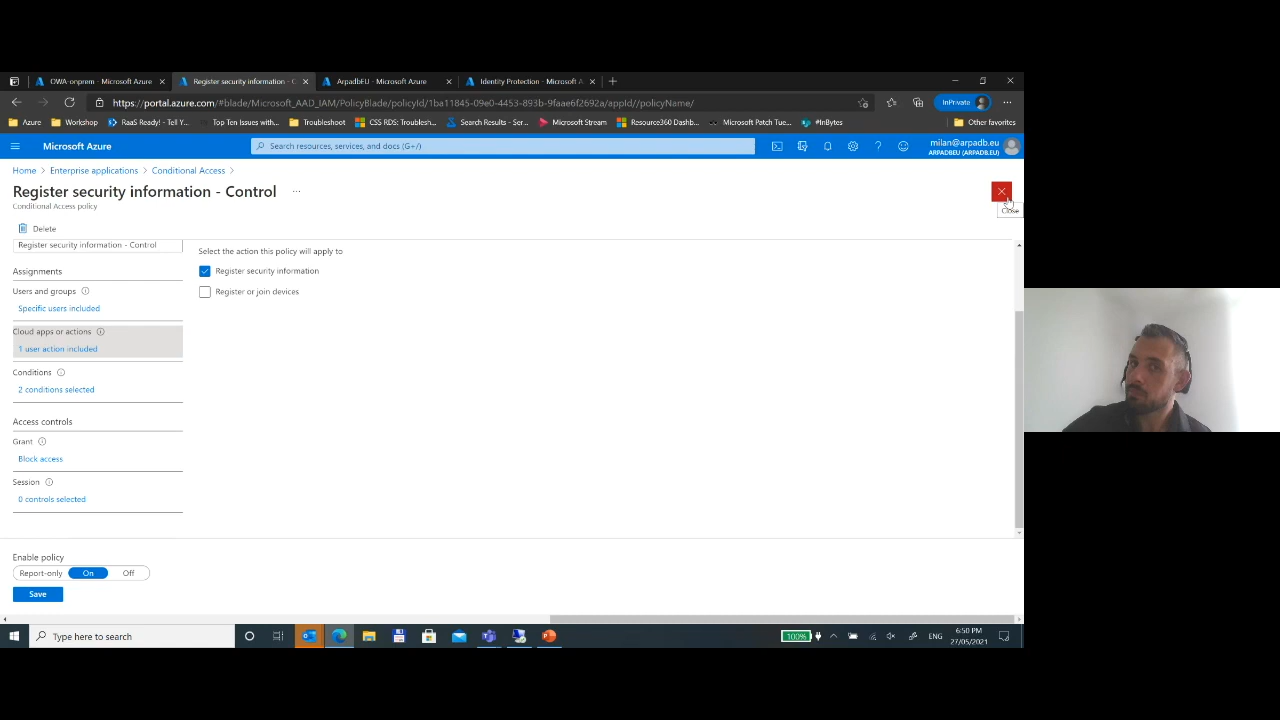 OWA-onprem - Microsoft Azure
Register security information - C
ArpadbEU - Microsoft Azure
Identity Protection - Microsoft A
https://portal.azure.com/#blade/Microsoft_AAD_IAM/PolicyBlade/policyId/1ba11845-09e0-4453-893b-9faae6f2692a/appId//policyName/
InPrivate
Azure
Workshop
RaaS Ready! - Tell Y...
Top Ten Issues with...
Troubleshoot
CSS RDS: Troublesh...
Search Results - Ser...
Microsoft Stream
Resource360 Dashb...
Microsoft Patch Tue...
#InBytes
Other favorites
Microsoft Azure
Search resources, services, and docs (G+/)
milan@arpadb.eu
ARPADBEU (ARPADB.EU)
Home > Enterprise applications > Conditional Access >
Register security information - Control ...
Conditional Access policy
Close
Delete
Register security information - Control
Select the action this policy will apply to
Register security information
Register or join devices
Assignments
Users and groups
Specific users included
Cloud apps or actions
1 user action included
Conditions
2 conditions selected
Access controls
Grant
Block access
Session
0 controls selected
Enable policy
Report-only On Off
Save
Type here to search
100%
ENG
6:50 PM
27/05/2021